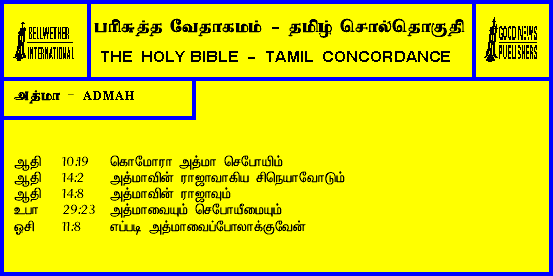 BELLWETHER
INTERNATIONAL
பரிசுத்த வேதாகமம் - தமிழ் சொல்தொகுதி
THE HOLY BIBLE - TAMIL CONCORDANCE
GOOD NEWS
PUBLISHERS
அத்மா - ADMAH
ஆதி 10:19 கொமோரா அத்மா செபோயிம்
ஆதி 14:2 அத்மாவின் ராஜாவாகிய சிநெயாவோடும்
ஆதி 14:8 அத்மாவின் ராஜாவும்
உபா 29:23 அத்மாவையும் செபோயீமையும்
ஓசி 11:8 எப்படி அத்மாவைப்போலாக்குவேன்